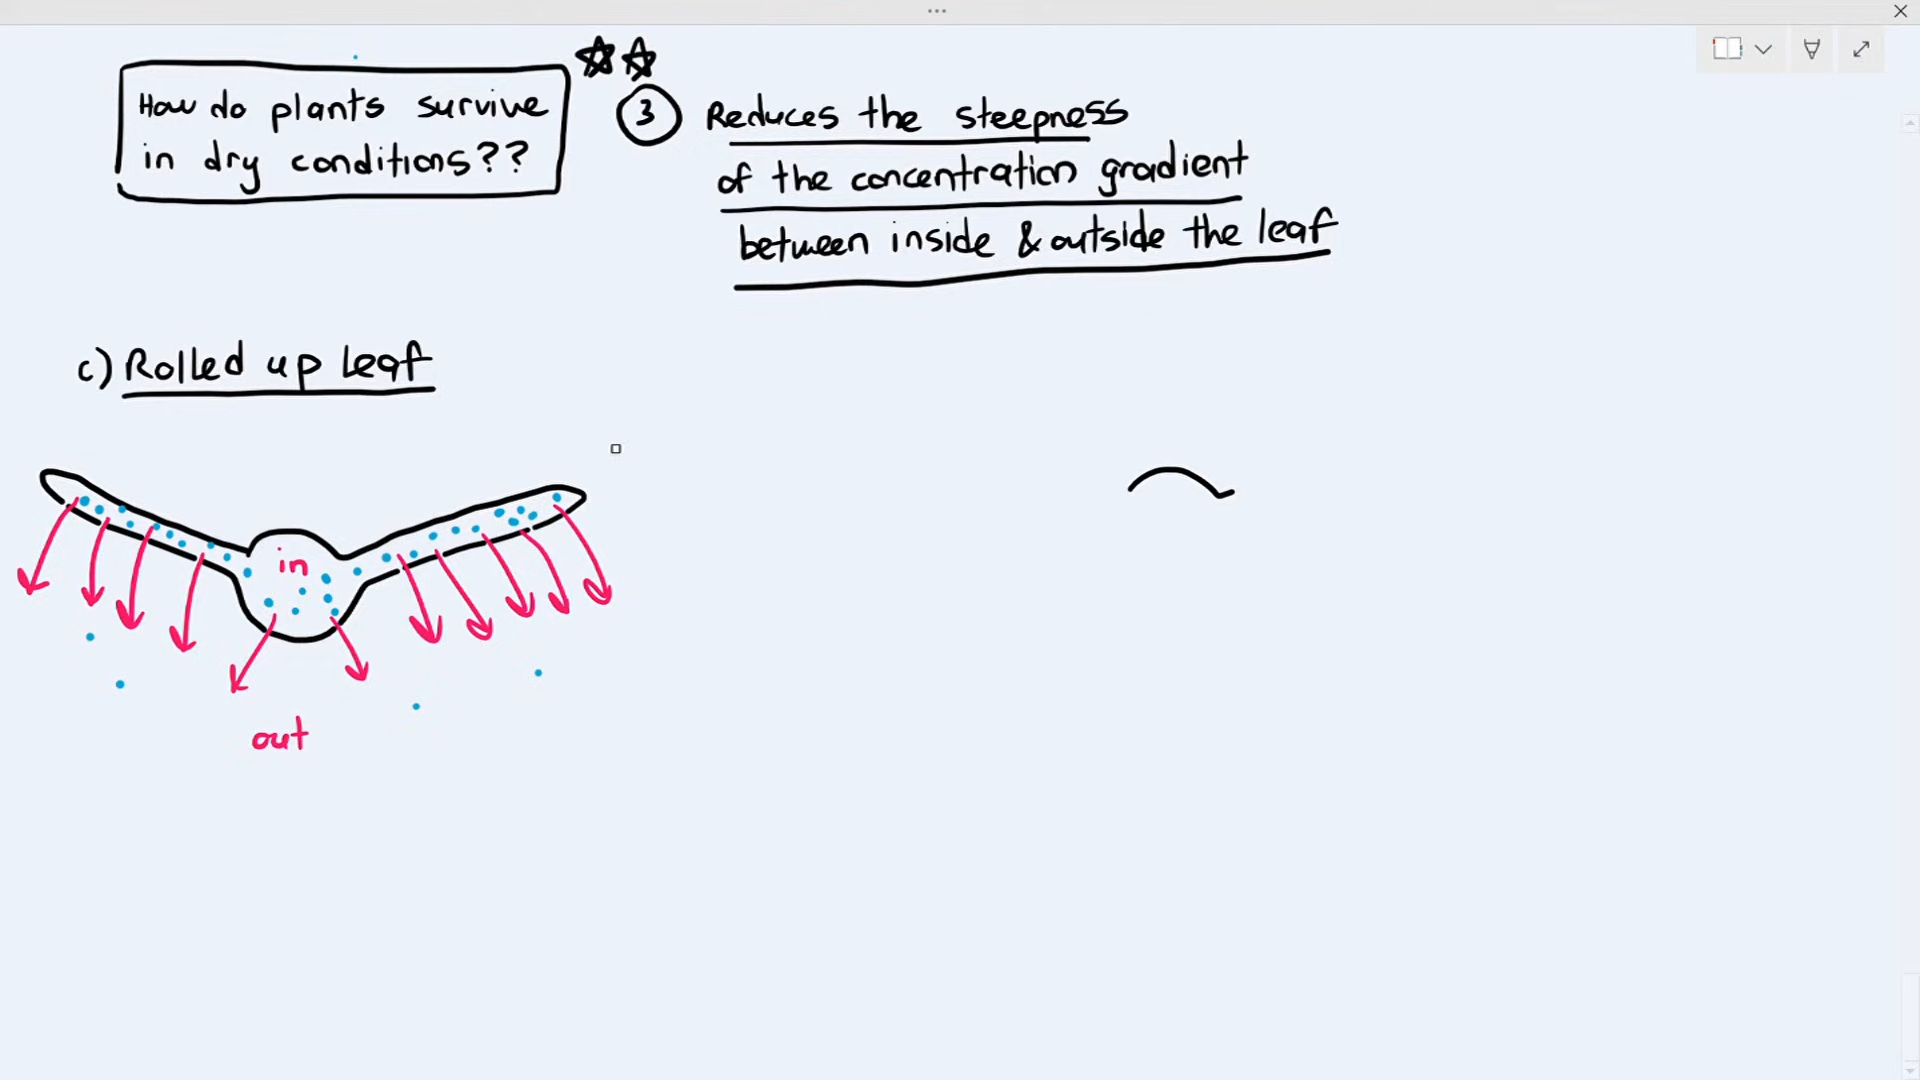 How do plants survive
in dry conditions??
3 Reduces the steepness
of the concentration gradient
between inside & outside the leaf
c) Rolled up leaf
in
out